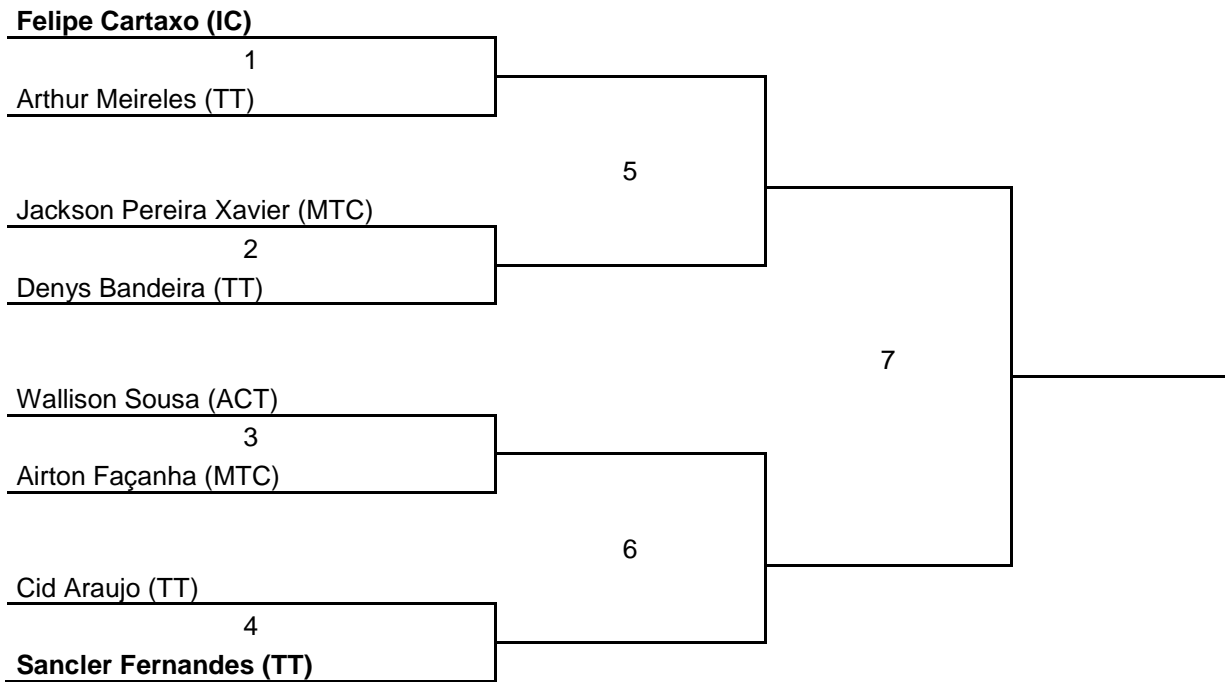 Felipe Cartaxo (IC)
1
Arthur Meireles (TT)
5
Jackson Pereira Xavier (MTC)
2
Denys Bandeira (TT)
7
Wallison Sousa (ACT)
3
Airton Façanha (MTC)
6
Cid Araujo (TT)
4
Sancler Fernandes (TT)